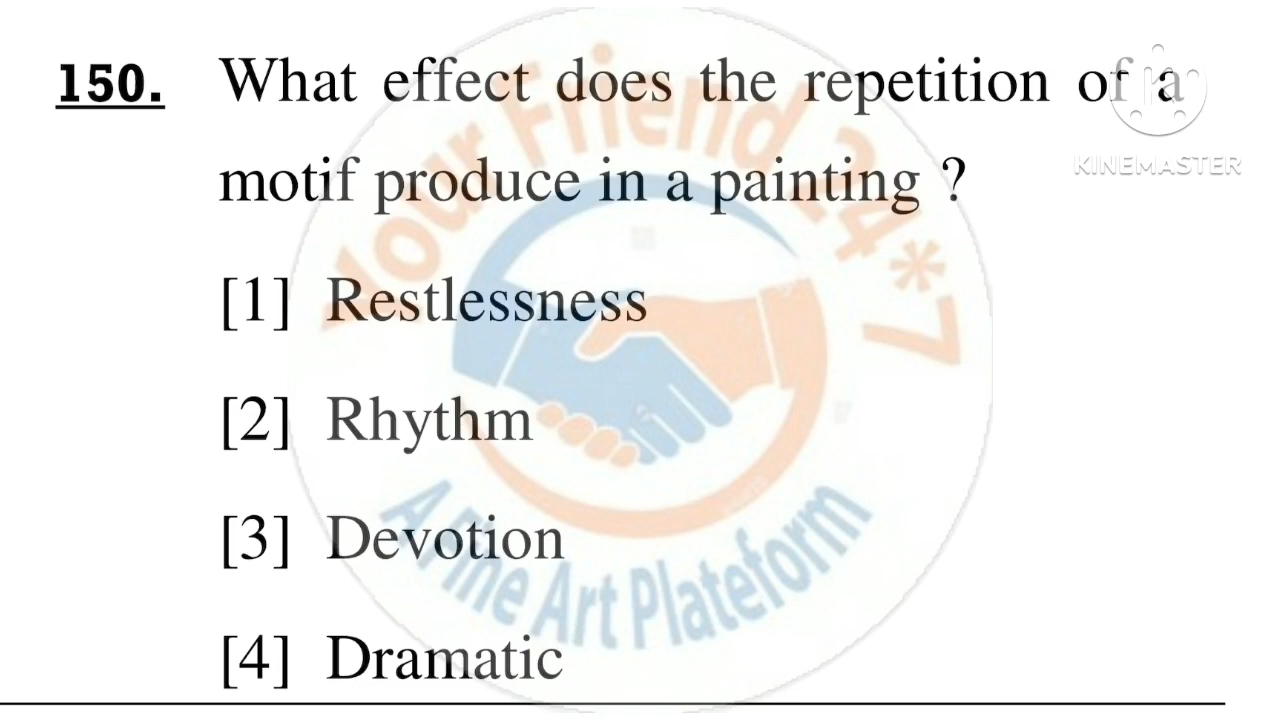 150. What effect does the repetition of a
motif produce in a painting ?
[1] Restlessness
[2] Rhythm
[3] Devotion
[4] Dramatic
Your Friend 24*7
A Fine Art Plateform
KINEMASTER